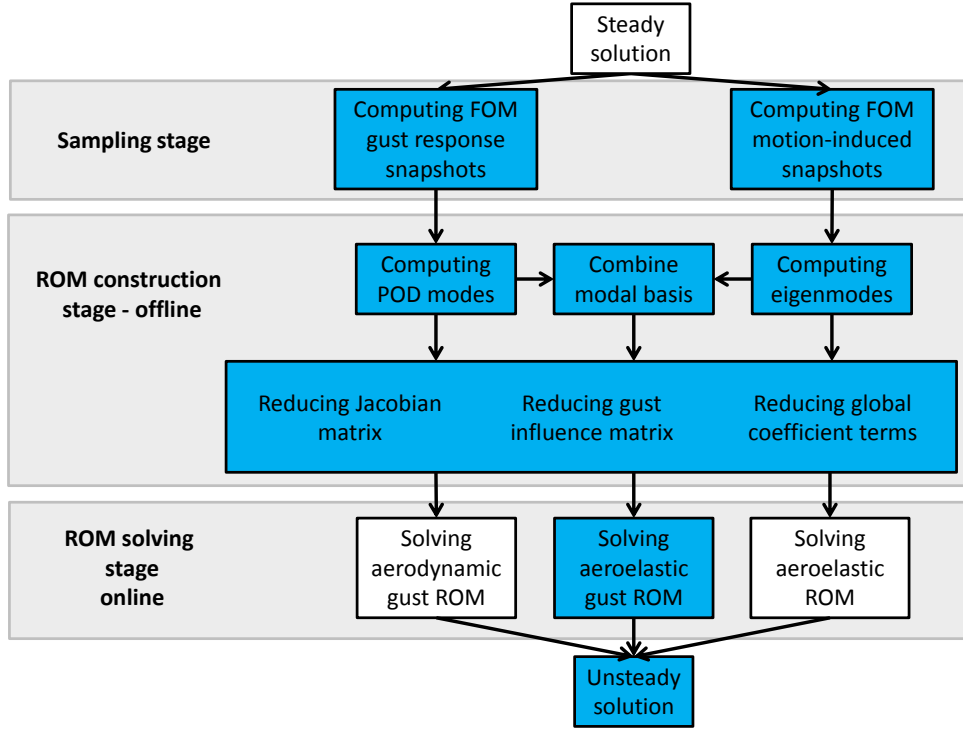 Steady
solution
Sampling stage
Computing FOM
gust response
snapshots
Computing FOM
motion-induced
snapshots
ROM construction
stage - offline
Computing
POD modes
Combine
modal basis
Computing
eigenmodes
Reducing Jacobian
matrix
Reducing gust
influence matrix
Reducing global
coefficient terms
ROM solving
stage
online
Solving
aerodynamic
gust ROM
Solving
aeroelastic
gust ROM
Solving
aeroelastic
ROM
Unsteady
solution